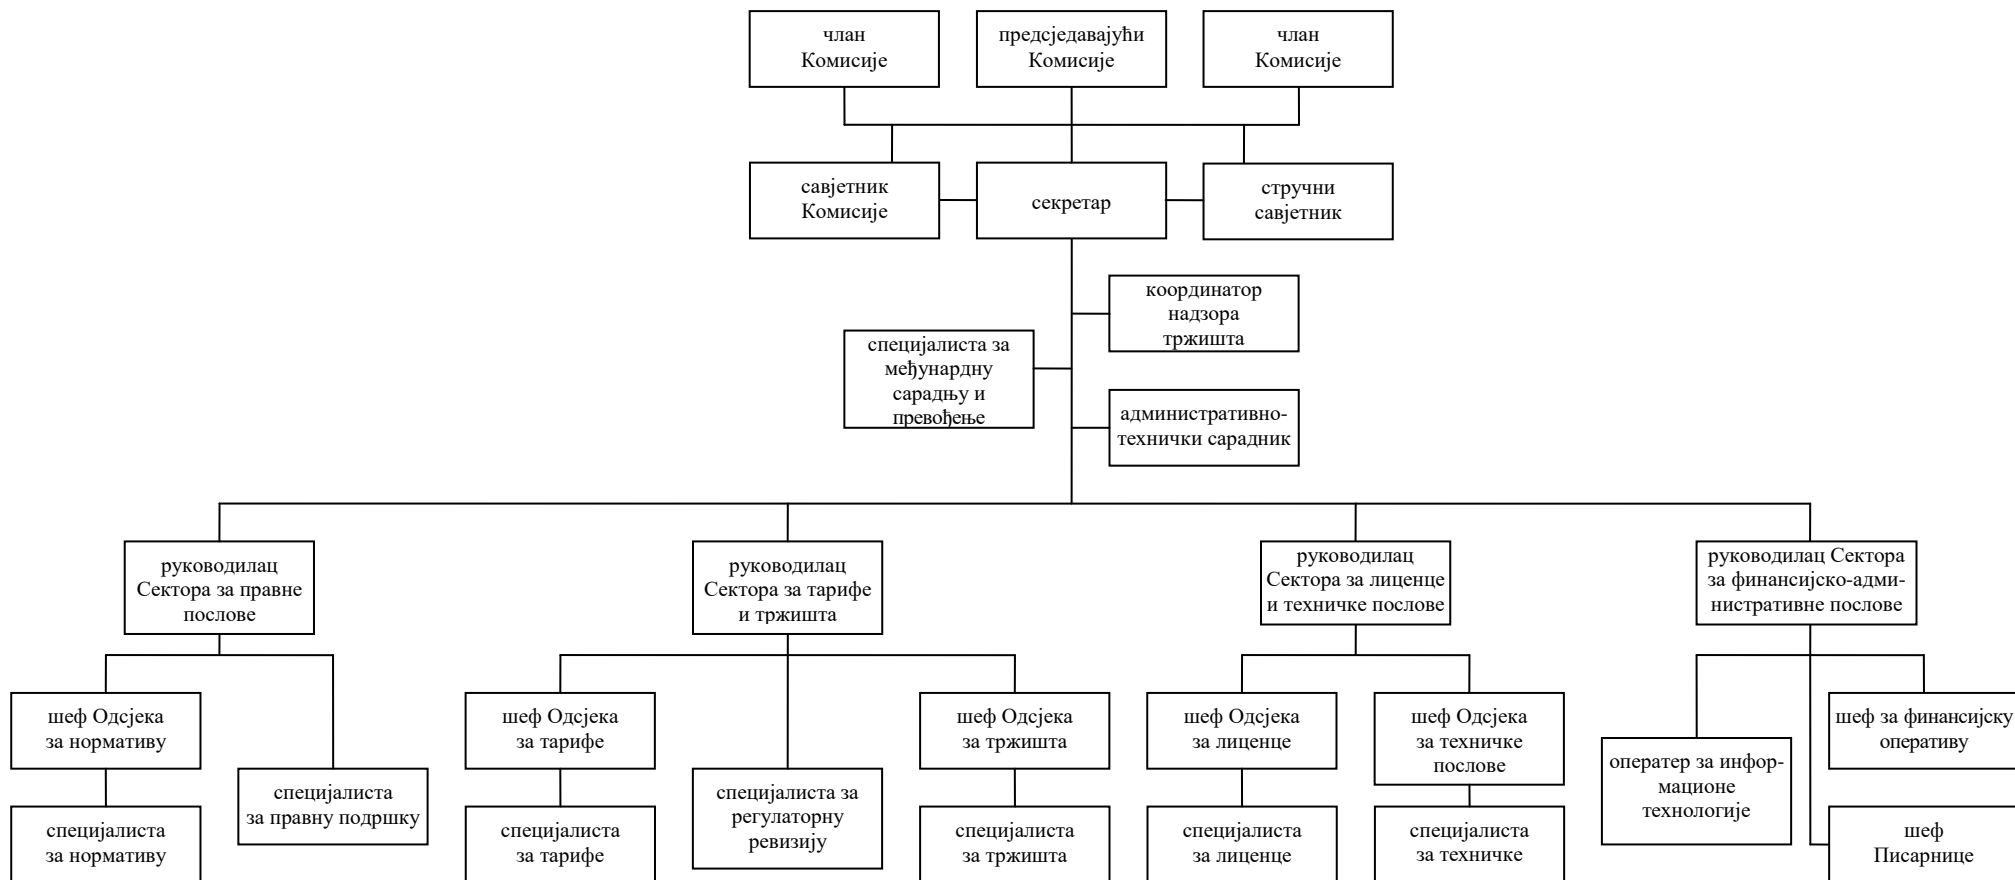 члан
Комисије
предсједавајући
Комисије
члан
Комисије
савјетник
Комисије
секретар
стручни
савјетник
координатор
надзора
тржишта
специјалиста за
међунардну
сарадњу и
превођење
административно-
технички сарадник
руководилац
Сектора за правне
послове
руководилац
Сектора за тарифе
и тржишта
руководилац
Сектора за лиценце
и техничке послове
руководилац Сектора
за финансијско-адми-
нистративне послове
шеф Одсјека
за нормативу
специјалиста
за правну подршку
специјалиста
за нормативу
шеф Одсјека
за тарифе
специјалиста
за тарифе
специјалиста за
регулаторну
ревизију
шеф Одсјека
за тржишта
специјалиста
за тржишта
шеф Одсјека
за лиценце
специјалиста
за лиценце
шеф Одсјека
за техничке
послове
специјалиста
за техничке
оператер за инфор-
мационе
технологије
шеф за финансијску
оперативу
шеф
Писарнице